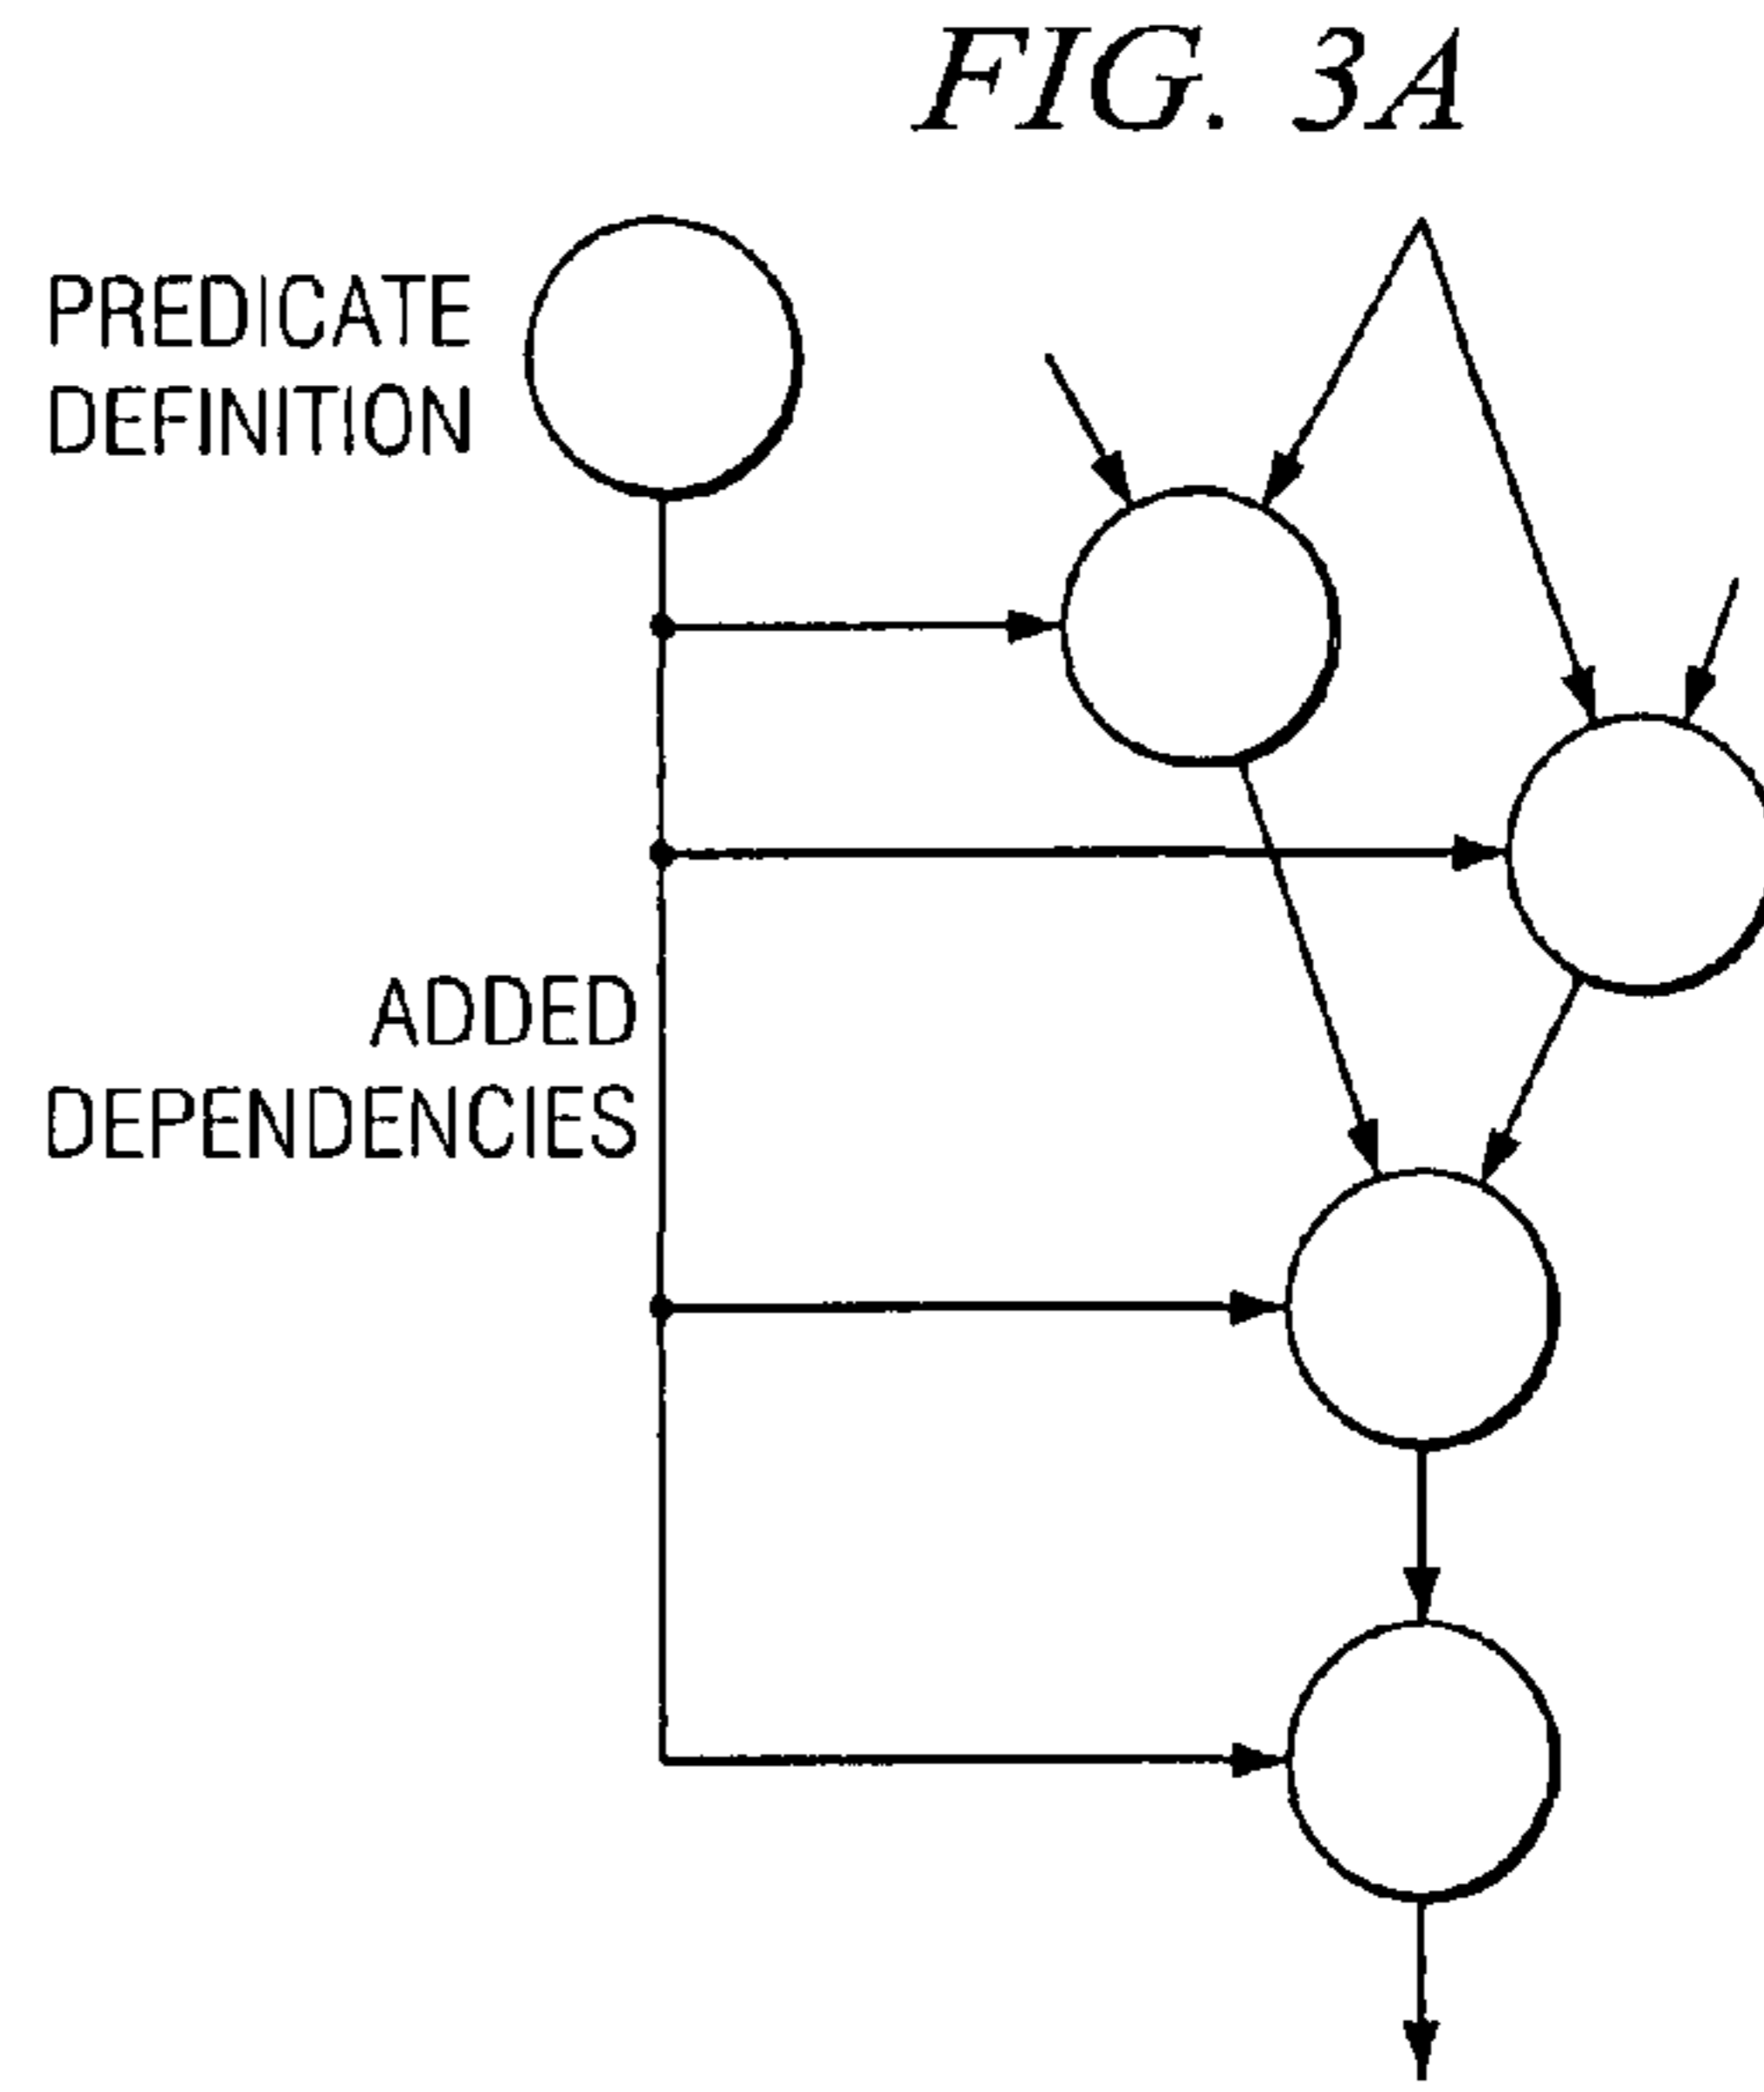 FIG. 3A
PREDICATE
DEFINITION
ADDED
DEPENDENCIES